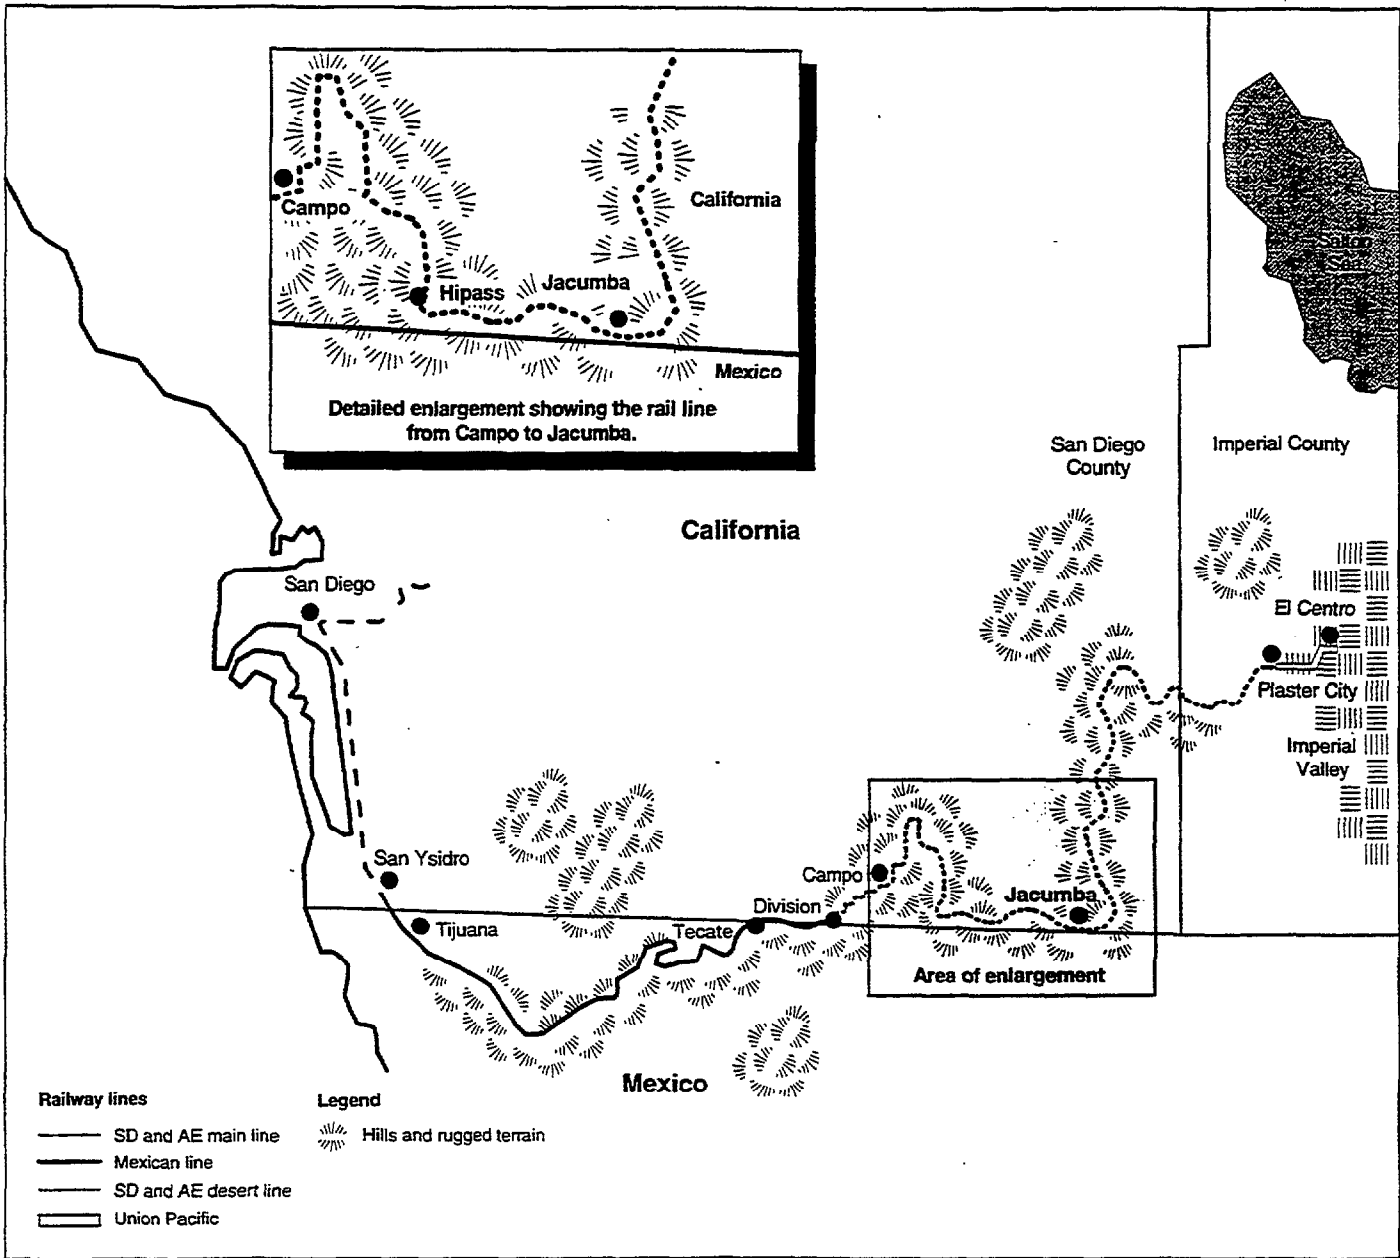 Campo
California
Hipass
Jacumba
Mexico
Detailed enlargement showing the rail line
from Campo to Jacumba.
Salton
Sea
San Diego
County
Imperial County
California
San Diego
El Centro
Plaster City
Imperial
Valley
San Ysidro
Campo
Jacumba
Division
Tijuana
Tecate
Area of enlargement
Mexico
Railway lines
SD and AE main line
Mexican line
SD and AE desert line
Union Pacific
Legend
Hills and rugged terrain